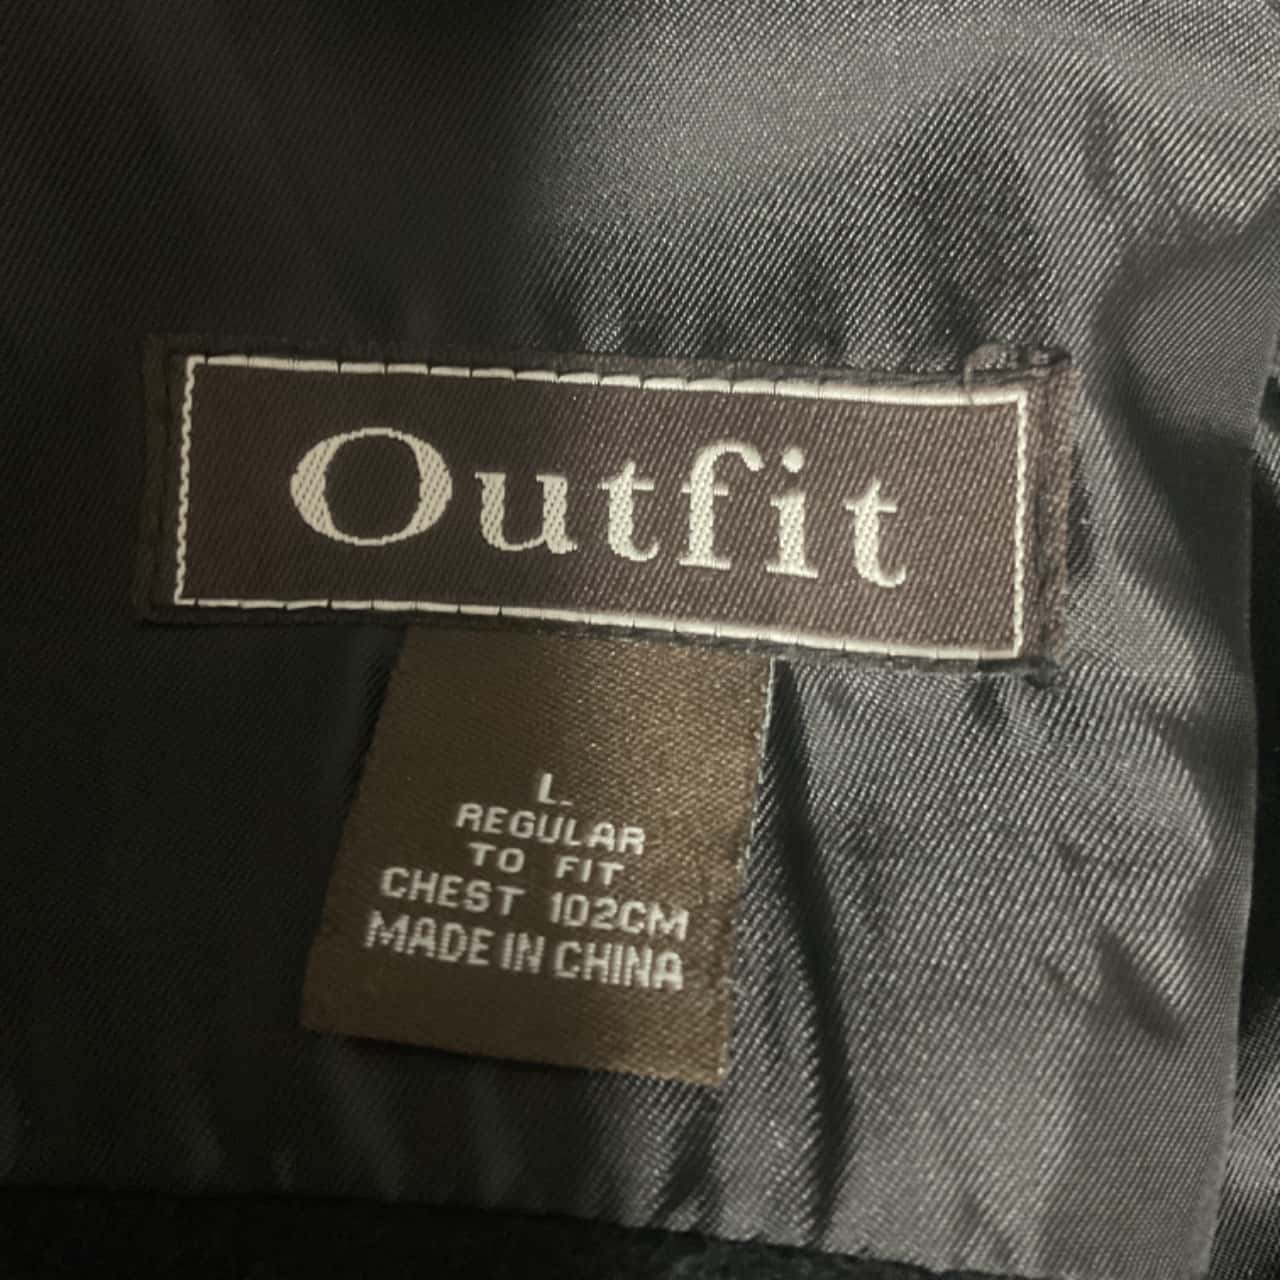 Outfit
L.
REGULAR
TO FIT
CHEST 102CM
MADE IN CHINA